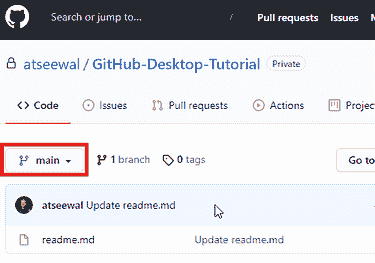 Search or jump to... / Pull requests Issues
atseewal / GitHub-Desktop-Tutorial Private
Code Issues Pull requests Actions
main 1 branch 0 tags Go to
atseewal Update readme.md
readme.md Update readme.md